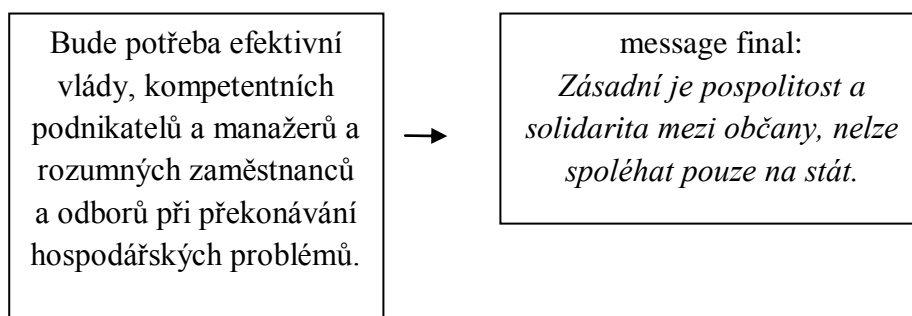 Bude potřeba efektivní
vlády, kompetentních
podnikatelů a manažerů a
rozumných zaměstnanců
a odborů při překonávání
hospodářských problémů.
message final:
Zásadní je pospolitost a
solidarita mezi občany, nelze
spoléhat pouze na stát.